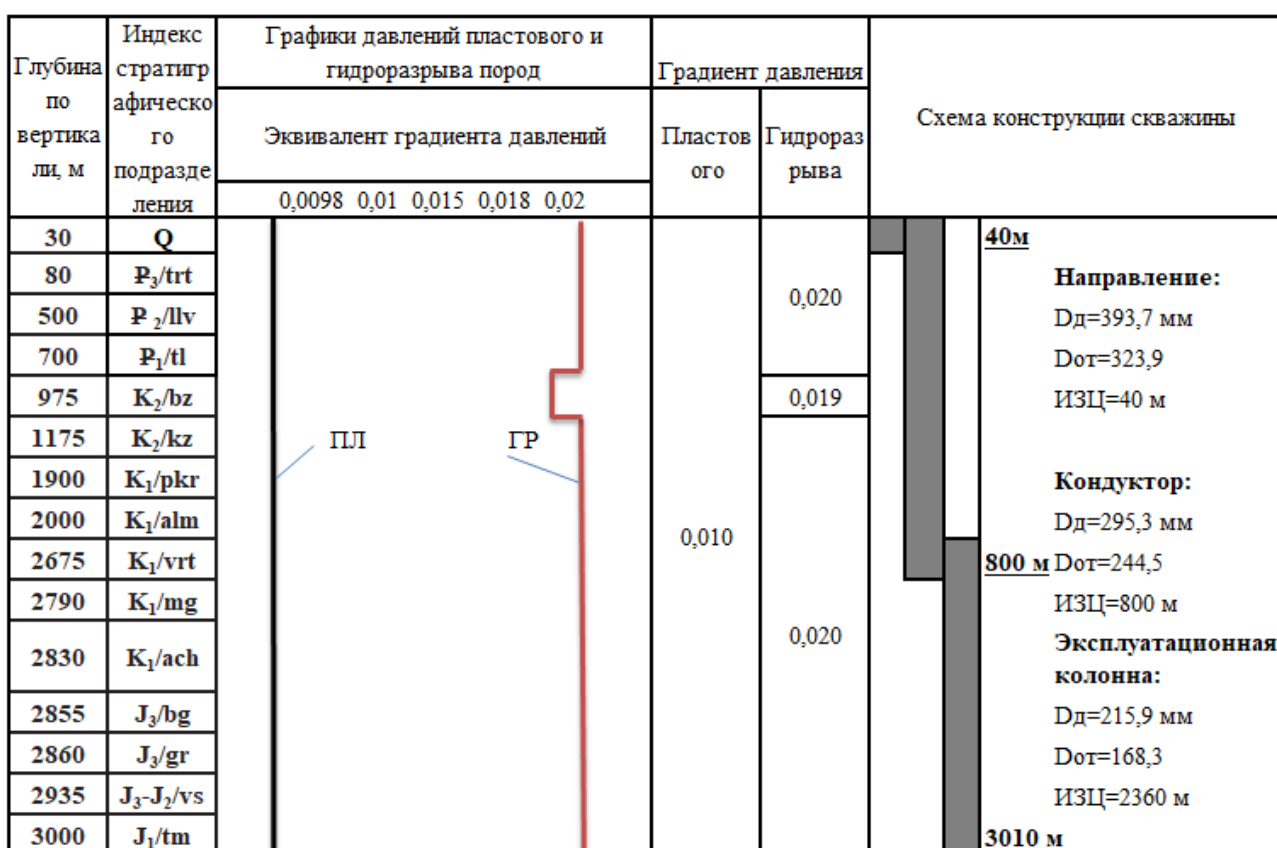 Глубина по вертика ли, м
Индекс стратигр афическо го подразде ления
Графики давлений пластового и гидроразрыва пород
Градиент давления
Схема конструкции скважины
Эквивалент градиента давлений
Пластов ого
Гидрораз рыва
0,0098 0,01 0,015 0,018 0,02
30 Q
80 ₽₃/trt
500 ₽ ₂/llv
700 ₽₁/tl
975 K₂/bz
1175 K₂/kz
1900 K₁/pkr
2000 K₁/alm
2675 K₁/vrt
2790 K₁/mg
2830 K₁/ach
2855 J₃/bg
2860 J₃/gr
2935 J₃-J₂/vs
3000 J₁/tm
ПЛ
ГР
0,010
0,020
0,019
0,020
40м
Направление:
Dд=393,7 мм
Dот=323,9
ИЗЦ=40 м
Кондуктор:
Dд=295,3 мм
800 м Dот=244,5
ИЗЦ=800 м
Эксплуатационная
колонна:
Dд=215,9 мм
Dот=168,3
ИЗЦ=2360 м
3010 м